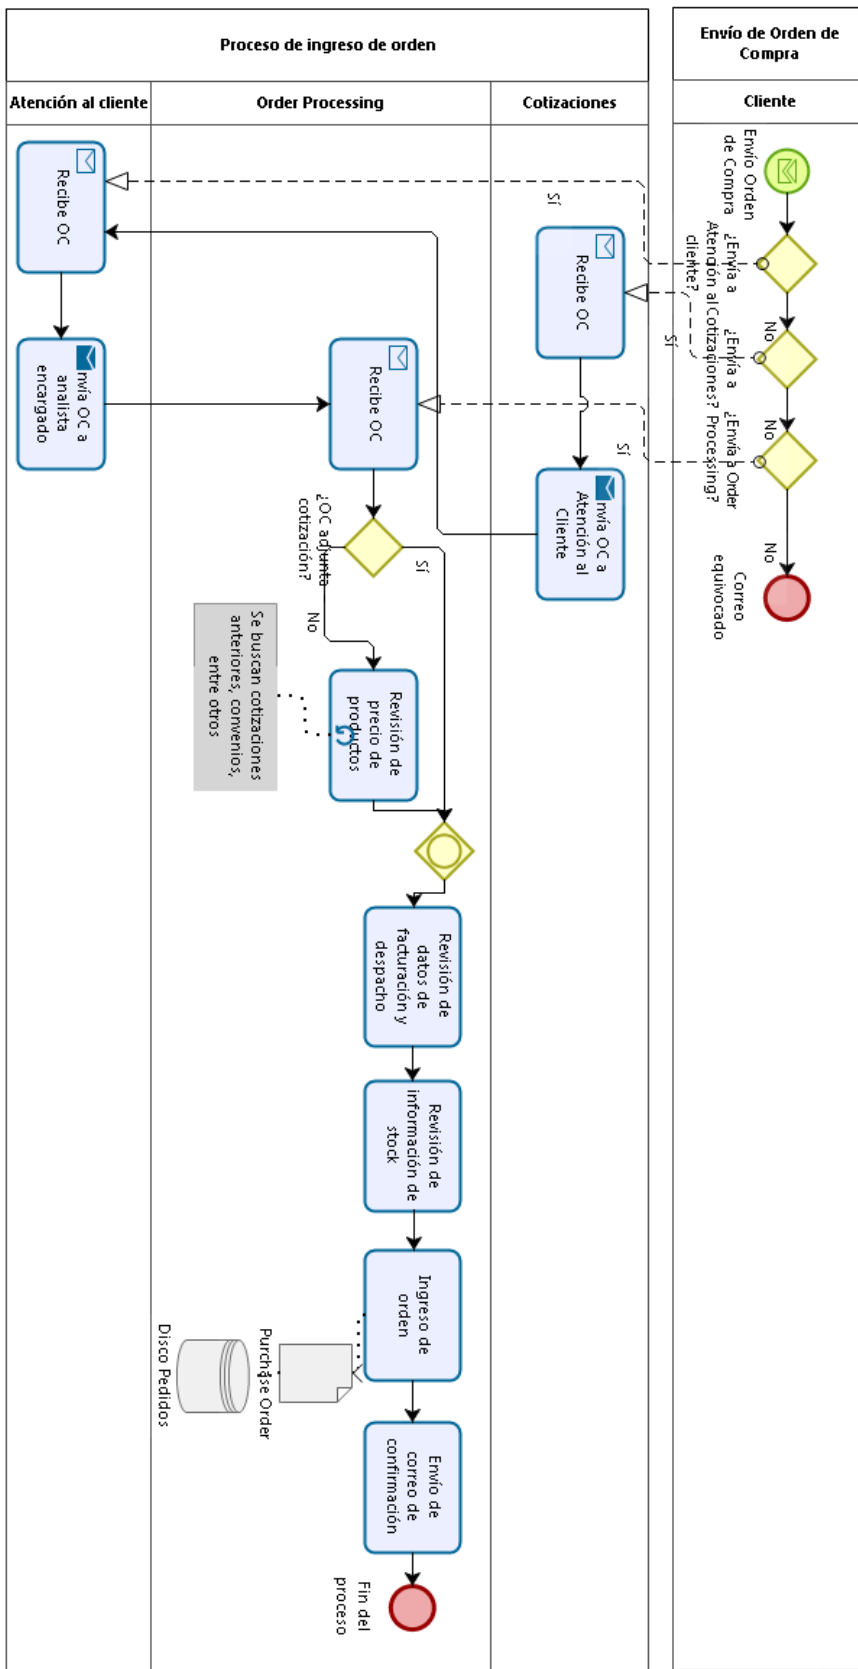 Proceso de ingreso de orden
Envío de Orden de
Compra
Atención al cliente
Order Processing
Cotizaciones
Cliente
Envío Orden
de Compra
¿Envía a
Atención al
cliente?
Sí
No
¿Envía a
Cotizaciones?
Sí
No
¿Envía a Order
Processing?
Sí
No
Correo
equivocado
Recibe OC
nvía OC a
analista
encargado
Recibe OC
nvía OC a
Atención al
Cliente
Recibe OC
¿OC adjunta
cotización?
Sí
No
Revisión de
precio de
productos
Se buscan cotizaciones
anteriores, convenios,
entre otros
Revisión de
datos de
facturación y
despacho
Revisión de
información de
stock
Ingreso de
orden
Purchase Order
Disco Pedidos
Envío de
correo de
confirmación
Fin del
proceso